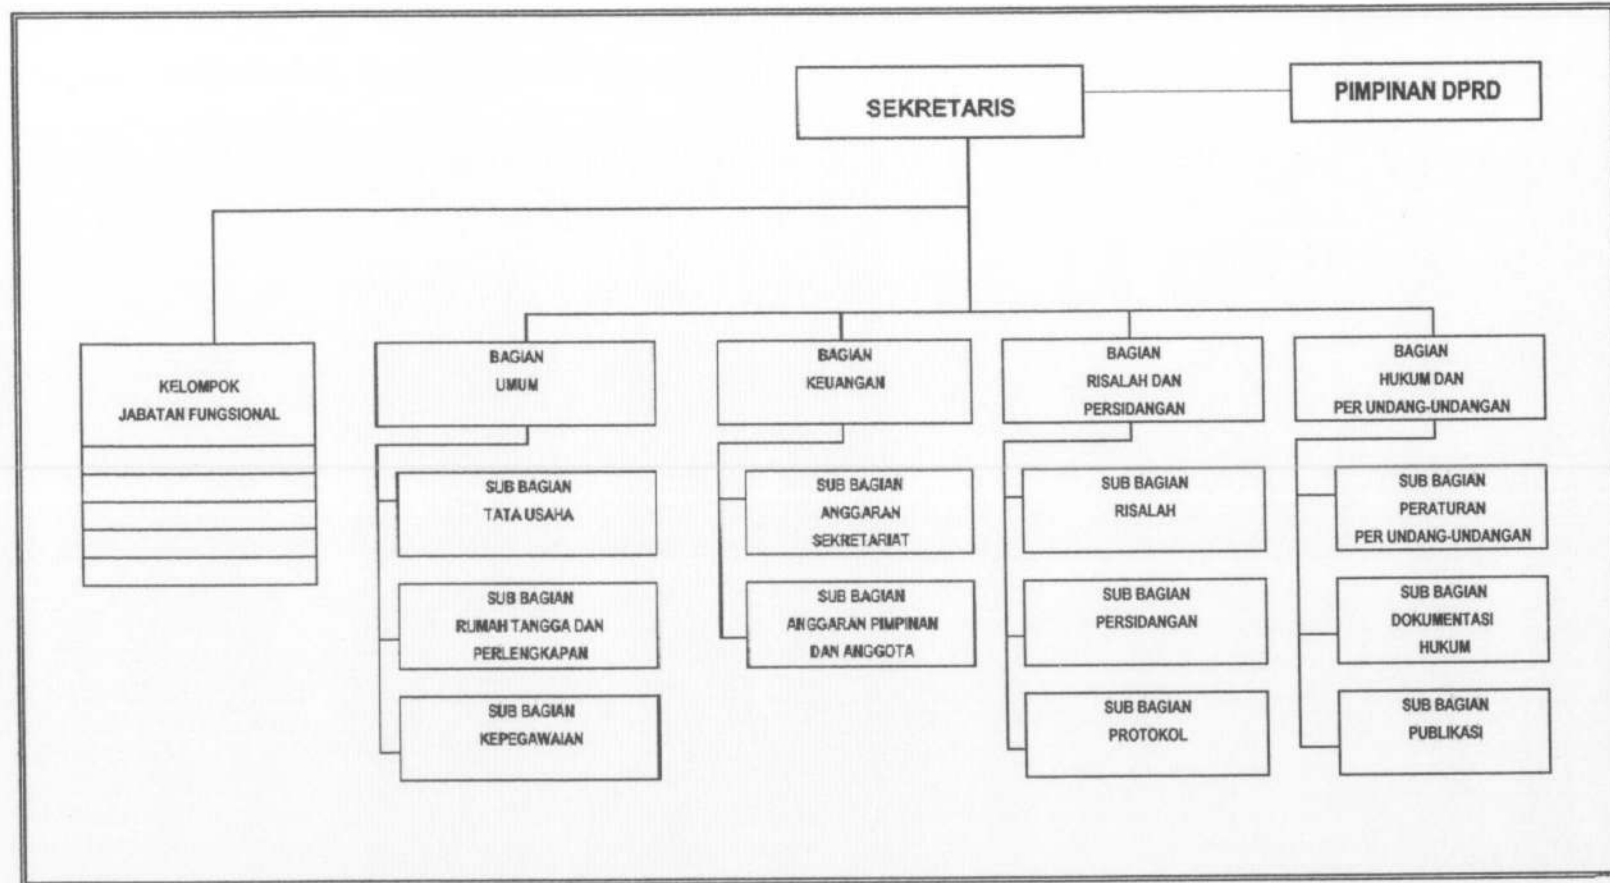 SEKRETARIS
PIMPINAN DPRD
KELOMPOK
JABATAN FUNGSIONAL
BAGIAN
UMUM
BAGIAN
KEUANGAN
BAGIAN
RISALAH DAN
PERSIDANGAN
BAGIAN
HUKUM DAN
PER UNDANG-UNDANGAN
SUB BAGIAN
TATA USAHA
SUB BAGIAN
ANGGARAN
SEKRETARIAT
SUB BAGIAN
RISALAH
SUB BAGIAN
PERATURAN
PER UNDANG-UNDANGAN
SUB BAGIAN
RUMAH TANGGA DAN
PERLENGKAPAN
SUB BAGIAN
ANGGARAN PIMPINAN
DAN ANGGOTA
SUB BAGIAN
PERSIDANGAN
SUB BAGIAN
DOKUMENTASI
HUKUM
SUB BAGIAN
KEPEGAWAIAN
SUB BAGIAN
PROTOKOL
SUB BAGIAN
PUBLIKASI